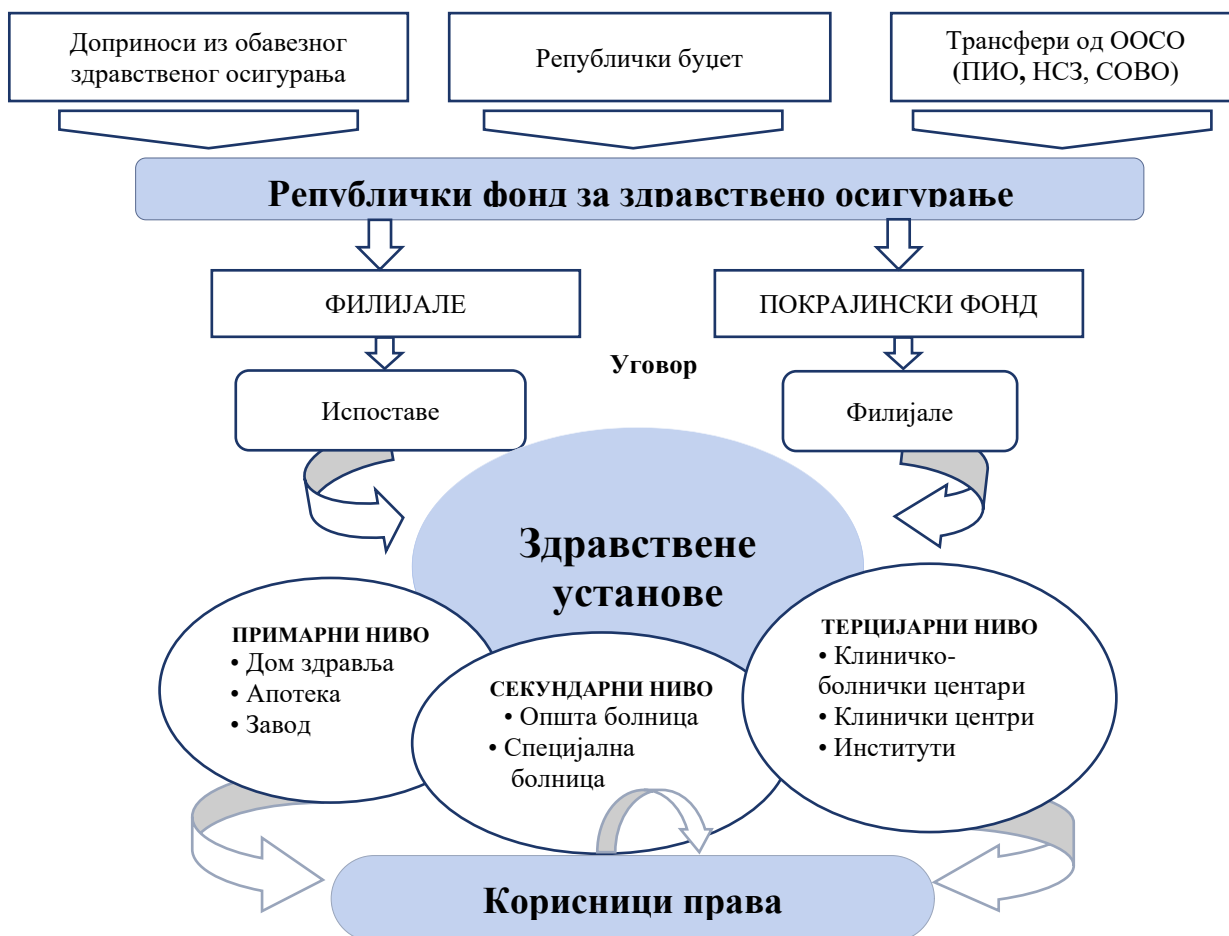 Доприноси из обавезног
здравственог осигурања
Републички буџет
Трансфери од ООСО
(ПИО, НСЗ, СОВО)
Републички фонд за здравствено осигурање
ФИЛИЈАЛЕ
ПОКРАЈИНСКИ ФОНД
Уговор
Испоставе
Филијале
Здравствене
установе
ПРИМАРНИ НИВО
• Дом здравља
• Апотека
• Завод
СЕКУНДАРНИ НИВО
• Општа болница
• Специјална
болница
ТЕРЦИЈАРНИ НИВО
• Клиничко-
болнички центари
• Клинички центри
• Институти
Корисници права